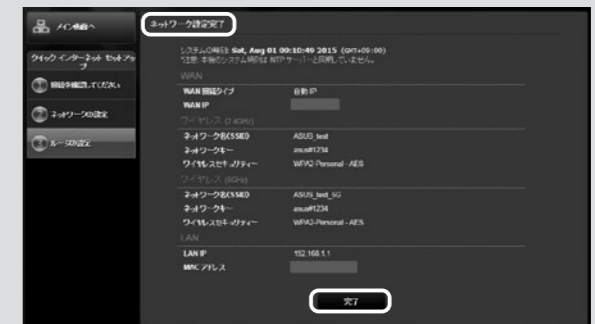 メイン画面へ
クイック インターネット セットアップ
1 接続を確認してください
2 ネットワークの設定
3 ルータの設定
ネットワーク設定完了
システムの時刻: Sat, Aug 01 09:10:49 2015 (GMT+09:00)
*注意: 本機のシステム時刻は NTP サーバーと同期していません。
WAN
WAN 接続タイプ 自動 IP
WAN IP
ワイヤレス (2.4GHz)
ネットワーク名(SSID) ASUS_test
ネットワークキー asus#1234
ワイヤレスセキュリティー WPA2-Personal - AES
ワイヤレス (5GHz)
ネットワーク名(SSID) ASUS_test_5G
ネットワークキー asus#1234
ワイヤレスセキュリティー WPA2-Personal - AES
LAN
LAN IP 192.168.1.1
MAC アドレス
完了